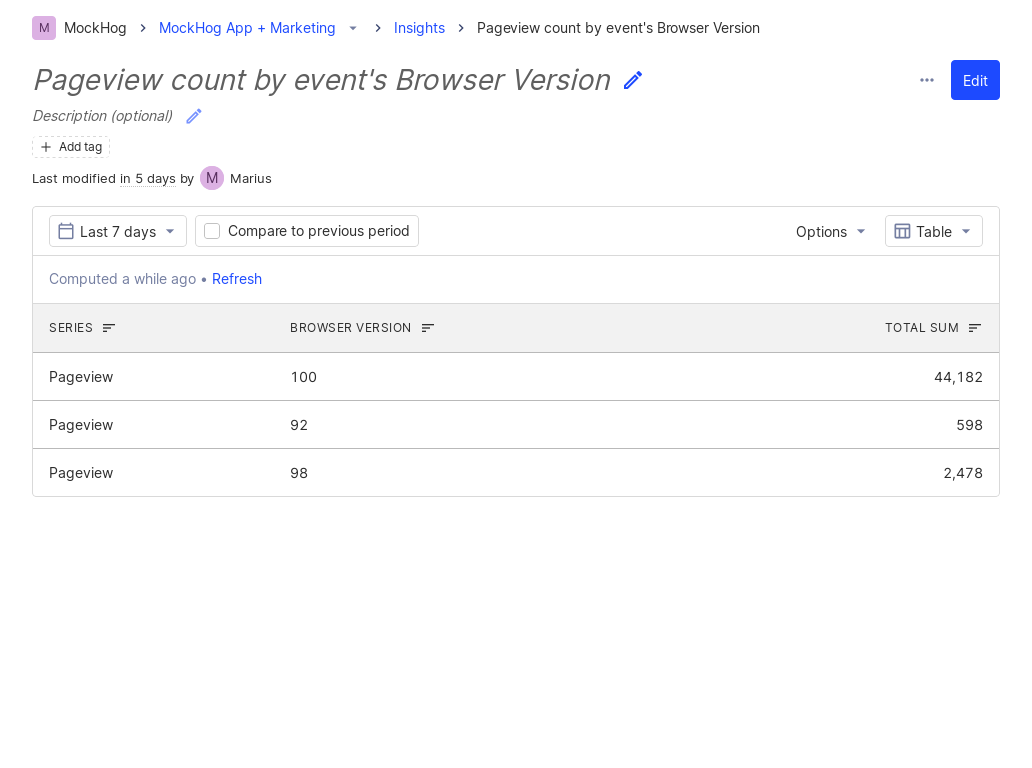 M MockHog MockHog App + Marketing Insights Pageview count by event's Browser Version
Pageview count by event's Browser Version
Edit
Description (optional)
Add tag
Last modified in 5 days by M Marius
Last 7 days Compare to previous period Options Table
Computed a while ago • Refresh
SERIES BROWSER VERSION TOTAL SUM
Pageview 100 44,182
Pageview 92 598
Pageview 98 2,478